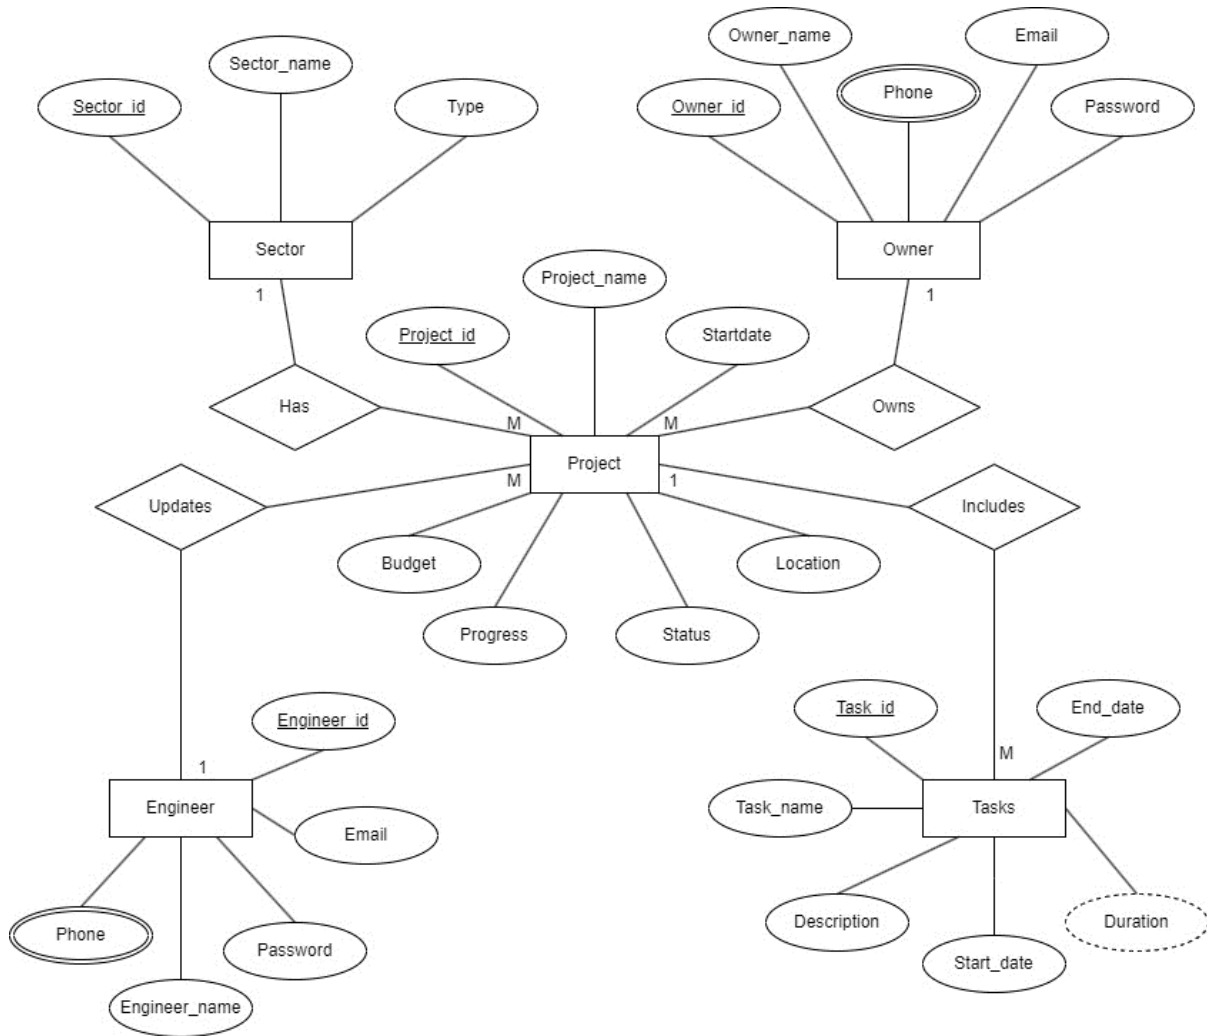 Owner_name
Email
Sector_name
Phone
Sector_id
Type
Owner_id
Password
Sector
Owner
Project_name
1
1
Project_id
Startdate
Has
Owns
M
M
Project
M
1
Updates
Includes
Budget
Location
Progress
Status
Engineer_id
Task_id
End_date
M
1
Engineer
Task_name
Tasks
Email
Description
Duration
Phone
Password
Start_date
Engineer_name